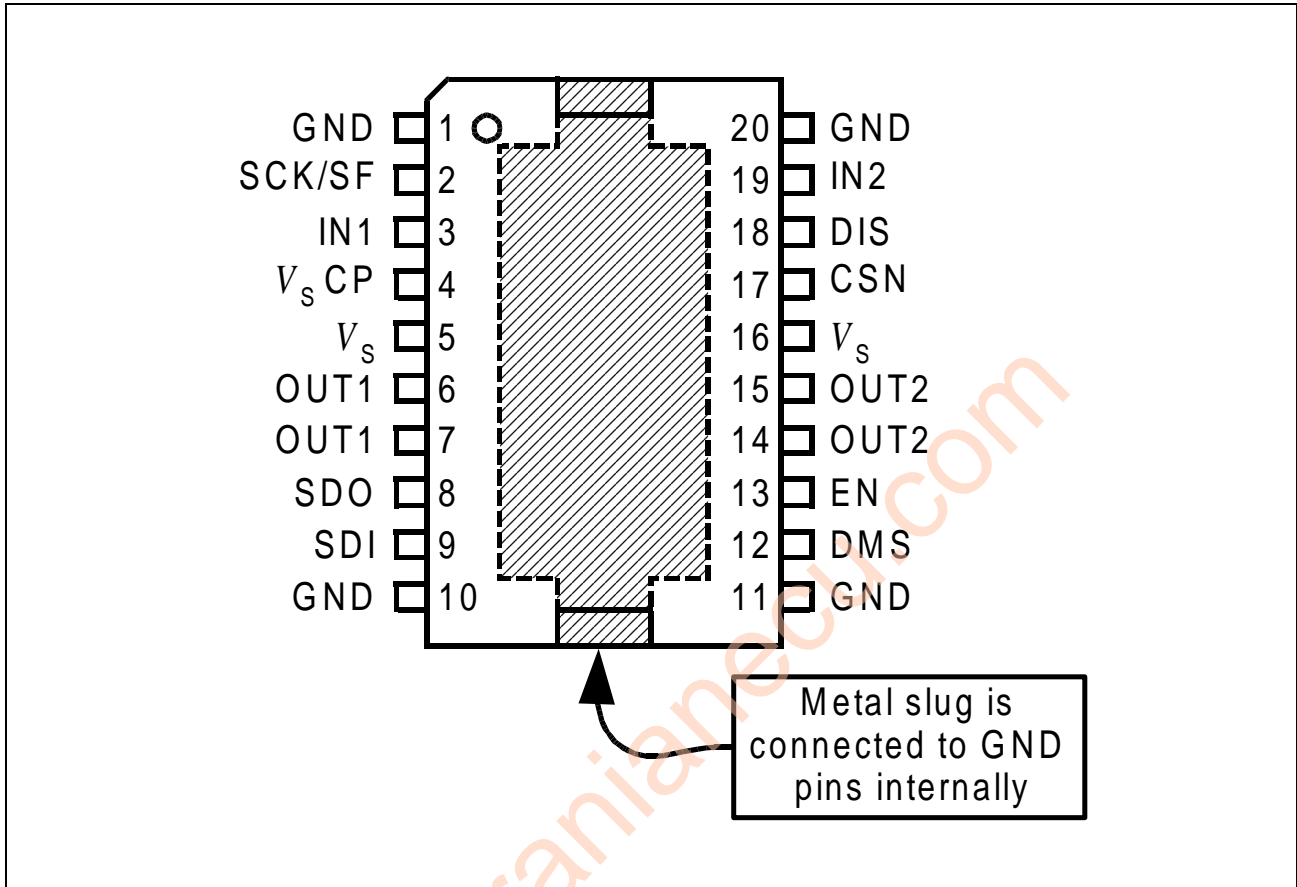 GND 1 20 GND
SCK/SF 2 19 IN2
IN1 3 18 DIS
VS CP 4 17 CSN
VS 5 16 VS
OUT1 6 15 OUT2
OUT1 7 14 OUT2
SDO 8 13 EN
SDI 9 12 DMS
GND 10 11 GND
Metal slug is
connected to GND
pins internally